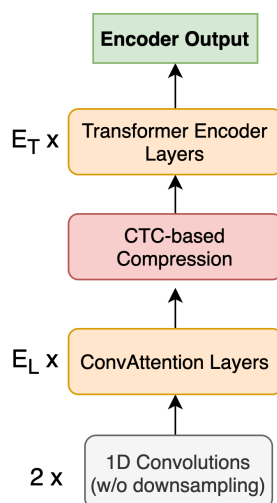 Encoder Output
E_T x
Transformer Encoder
Layers
CTC-based
Compression
E_L x
ConvAttention Layers
2 x
1D Convolutions
(w/o downsampling)